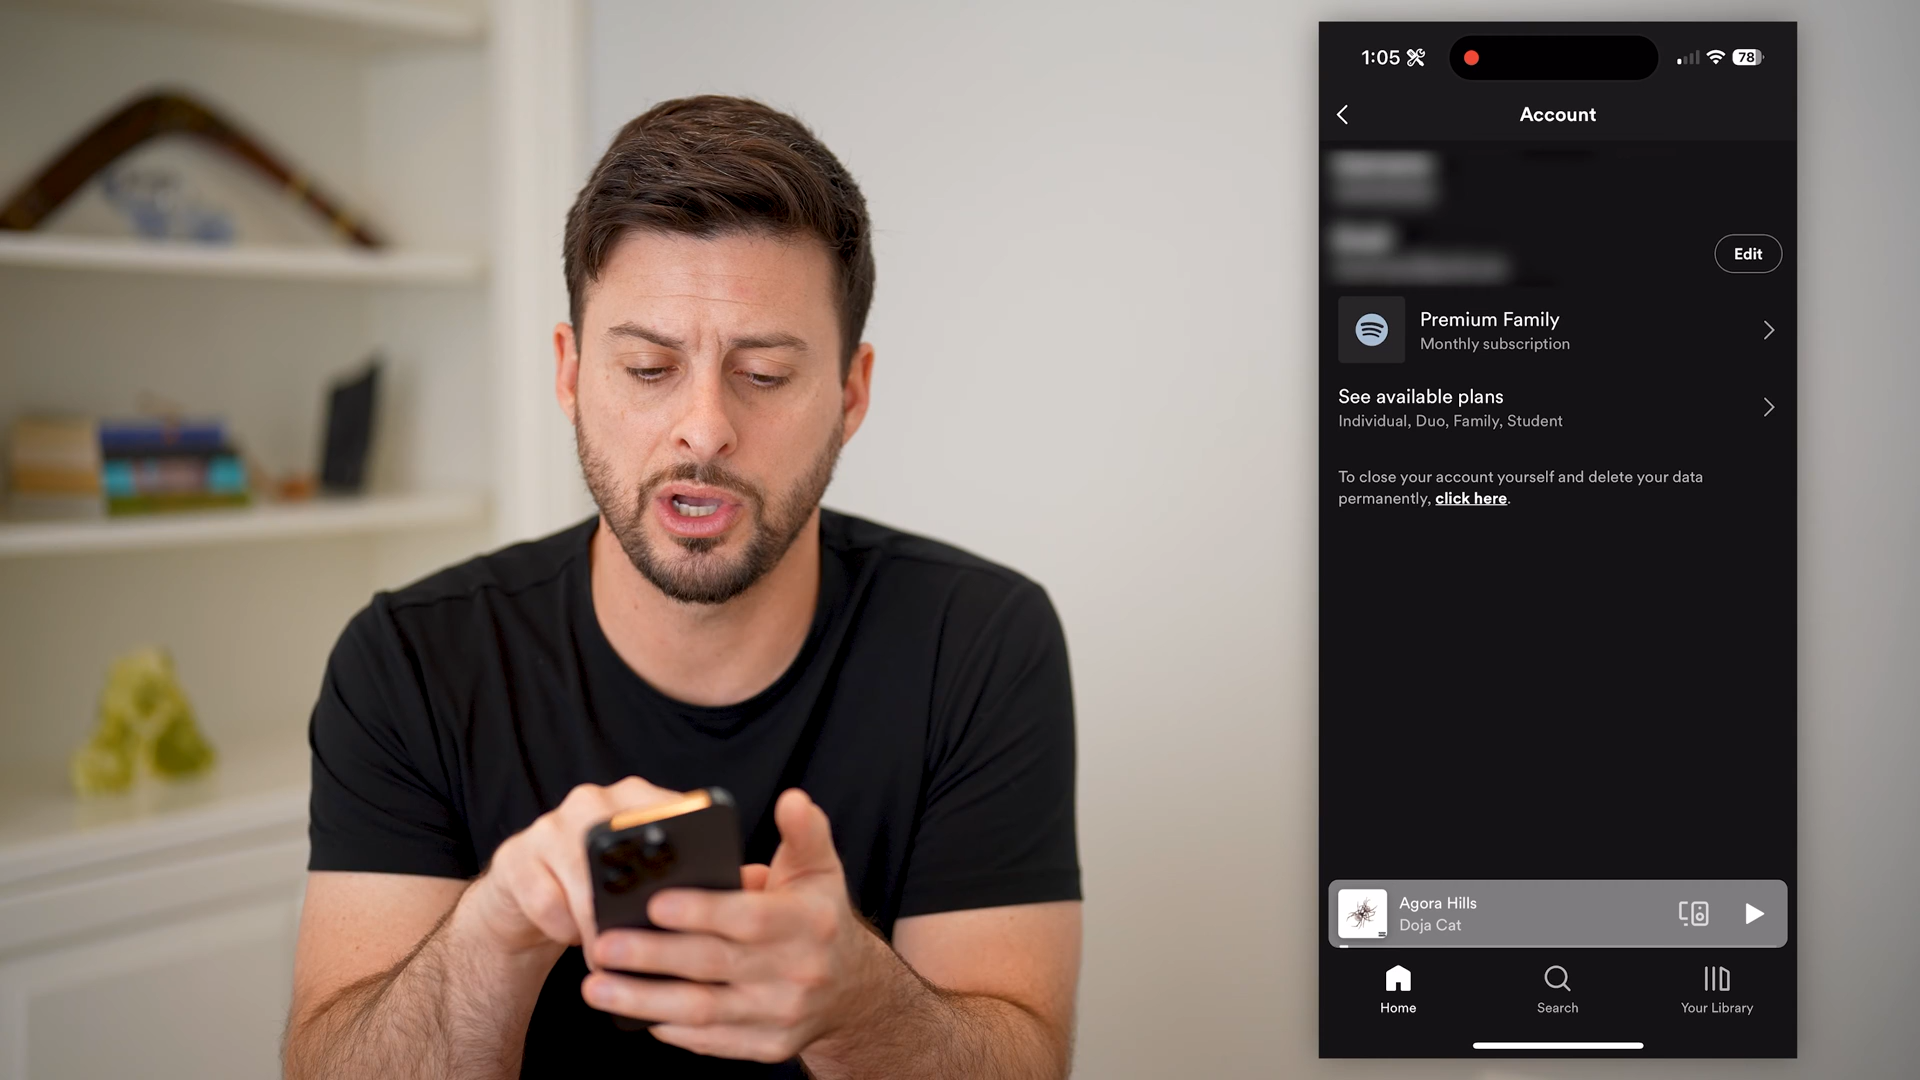 1:05
78
Account
Edit
Premium Family
Monthly subscription
See available plans
Individual, Duo, Family, Student
To close your account yourself and delete your data
permanently, click here.
Agora Hills
Doja Cat
Home
Search
Your Library